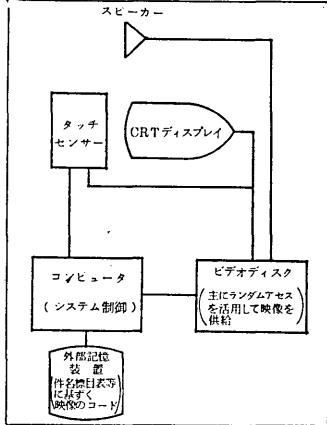 スピーカー
タッチ
センサー
CRTディスプレイ
コンピュータ
(システム制御)
ビデオディスク
(主にランダムアセス
を活用して映像を
供給)
外部記憶
装置
(件名標目表等
に基ずく
映像のコード)